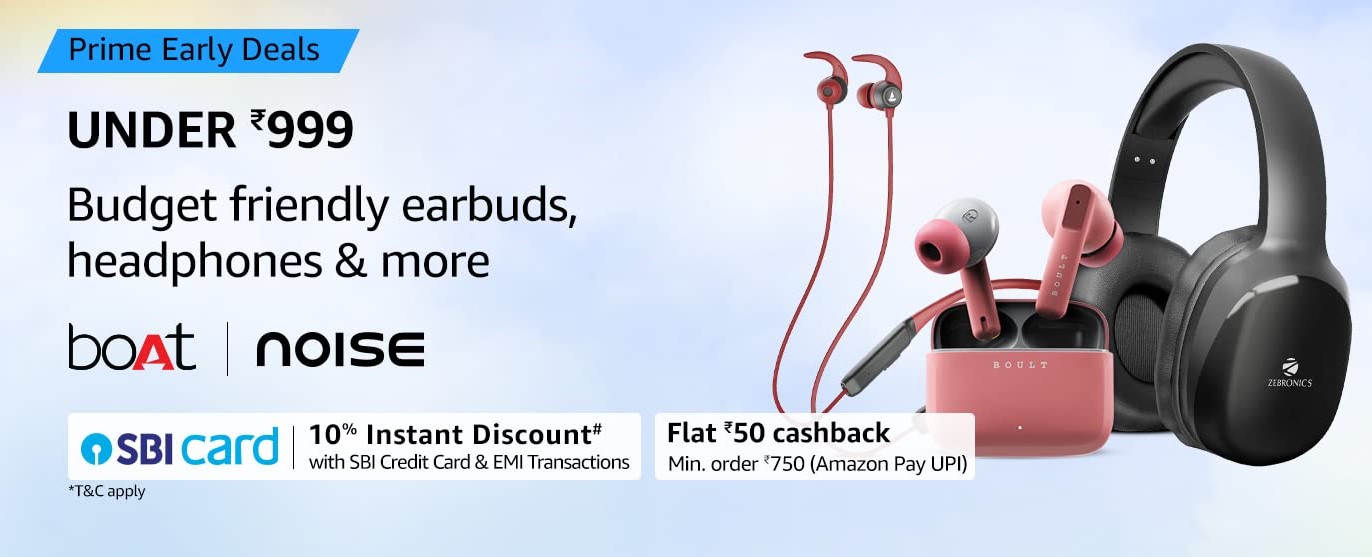 Prime Early Deals
UNDER ₹999
Budget friendly earbuds,
headphones & more
boAt | noise
SBI card | 10% Instant Discount#
with SBI Credit Card & EMI Transactions
Flat ₹50 cashback
Min. order ₹750 (Amazon Pay UPI)
*T&C apply
BOULT
BOULT
ZEBRONICS